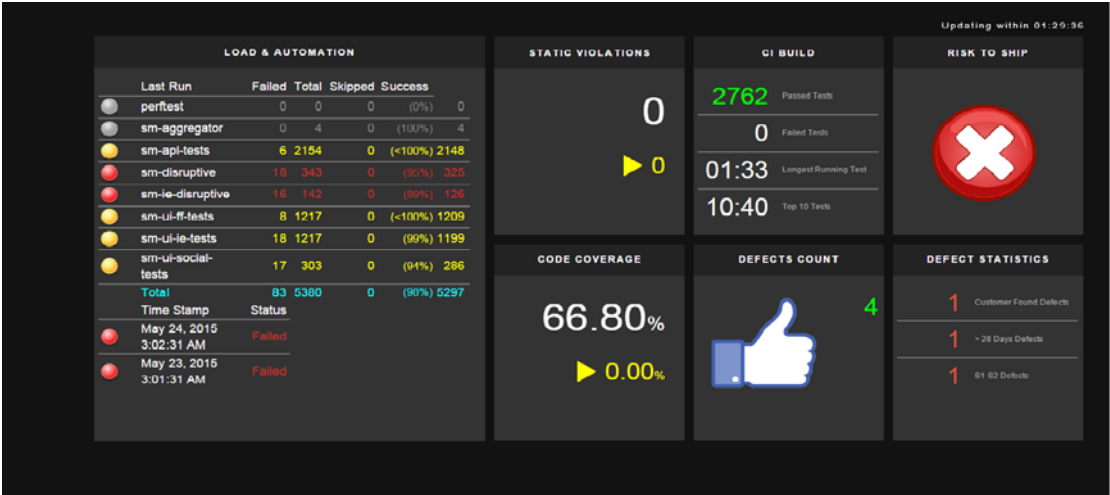 Updating within 01:29:36
LOAD & AUTOMATION
Last Run Failed Total Skipped Success
perftest 0 0 0 (0%) 0
sm-aggregator 0 4 0 (100%) 4
sm-api-tests 6 2154 0 (<100%) 2148
sm-disruptive 18 343 0 (95%) 325
sm-ie-disruptive 16 142 0 (89%) 126
sm-ui-ff-tests 8 1217 0 (<100%) 1209
sm-ui-ie-tests 18 1217 0 (99%) 1199
sm-ui-social-
tests 17 303 0 (94%) 286
Total 83 5380 0 (98%) 5297
Time Stamp Status
May 24, 2015
3:02:31 AM Failed
May 23, 2015
3:01:31 AM Failed
STATIC VIOLATIONS
0
0
CI BUILD
2762 Passed Tests
0 Failed Tests
01:33 Longest Running Test
10:40 Top 10 Tests
RISK TO SHIP
CODE COVERAGE
66.80%
0.00%
DEFECTS COUNT
4
DEFECT STATISTICS
1 Customer Found Defects
1 > 28 Days Defects
1 Defects